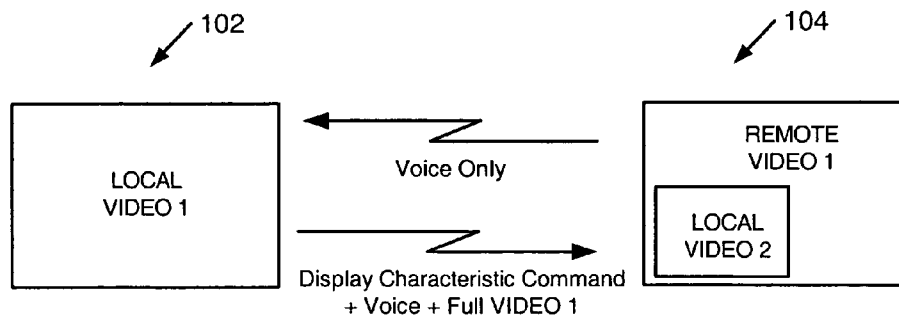 102
104
LOCAL
VIDEO 1
Voice Only
REMOTE
VIDEO 1
LOCAL
VIDEO 2
Display Characteristic Command
+ Voice + Full VIDEO 1